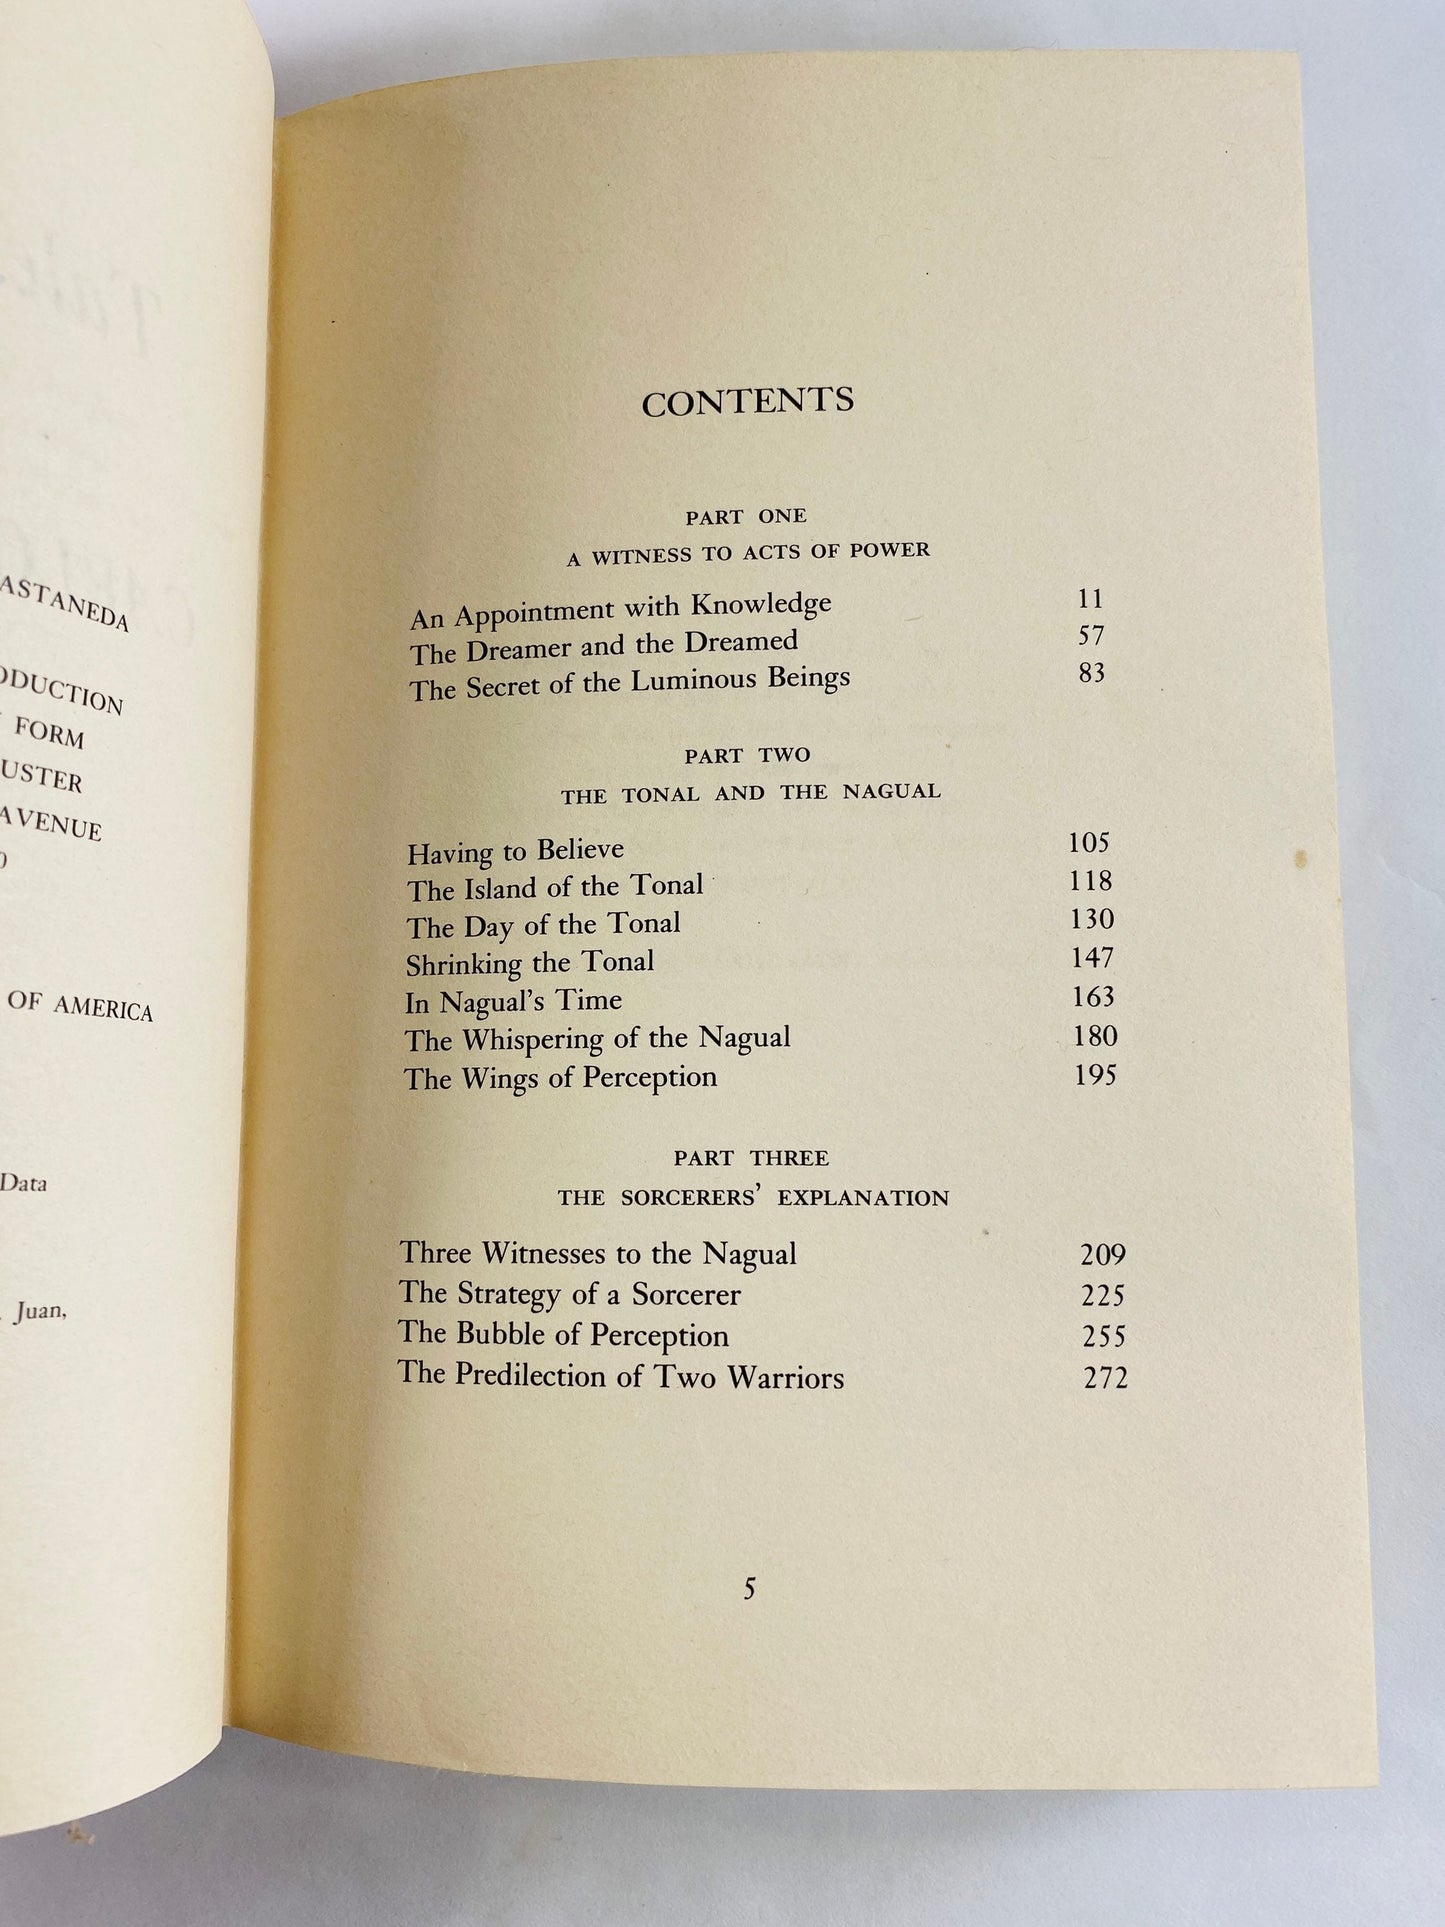 ASTANEDA
ODUCTION
FORM
USTER
AVENUE
OF AMERICA
Data
Juan,
CONTENTS
PART ONE
A WITNESS TO ACTS OF POWER
An Appointment with Knowledge 11
The Dreamer and the Dreamed 57
The Secret of the Luminous Beings 83
PART TWO
THE TONAL AND THE NAGUAL
Having to Believe 105
The Island of the Tonal 118
The Day of the Tonal 130
Shrinking the Tonal 147
In Nagual's Time 163
The Whispering of the Nagual 180
The Wings of Perception 195
PART THREE
THE SORCERERS' EXPLANATION
Three Witnesses to the Nagual 209
The Strategy of a Sorcerer 225
The Bubble of Perception 255
The Predilection of Two Warriors 272
5